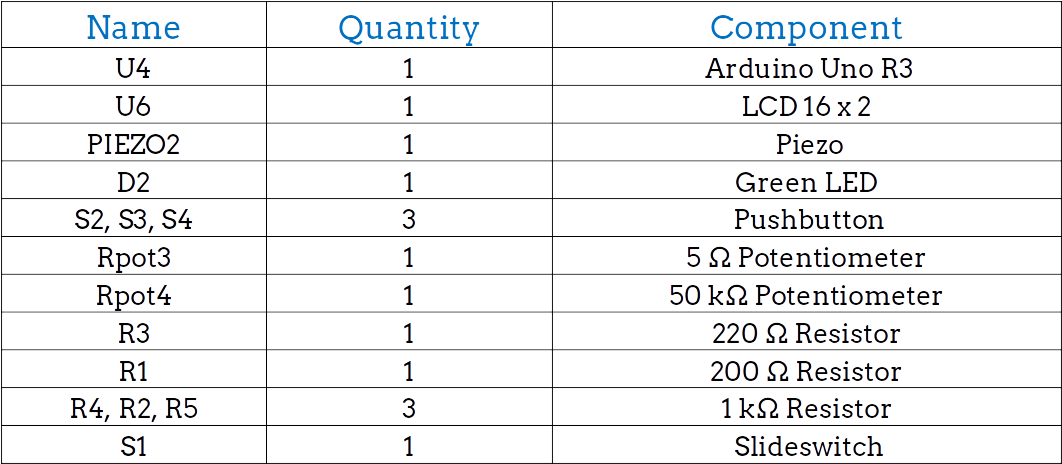 Name Quantity Component
U4 1 Arduino Uno R3
U6 1 LCD 16 x 2
PIEZO2 1 Piezo
D2 1 Green LED
S2, S3, S4 3 Pushbutton
Rpot3 1 5 Ω Potentiometer
Rpot4 1 50 kΩ Potentiometer
R3 1 220 Ω Resistor
R1 1 200 Ω Resistor
R4, R2, R5 3 1 kΩ Resistor
S1 1 Slideswitch